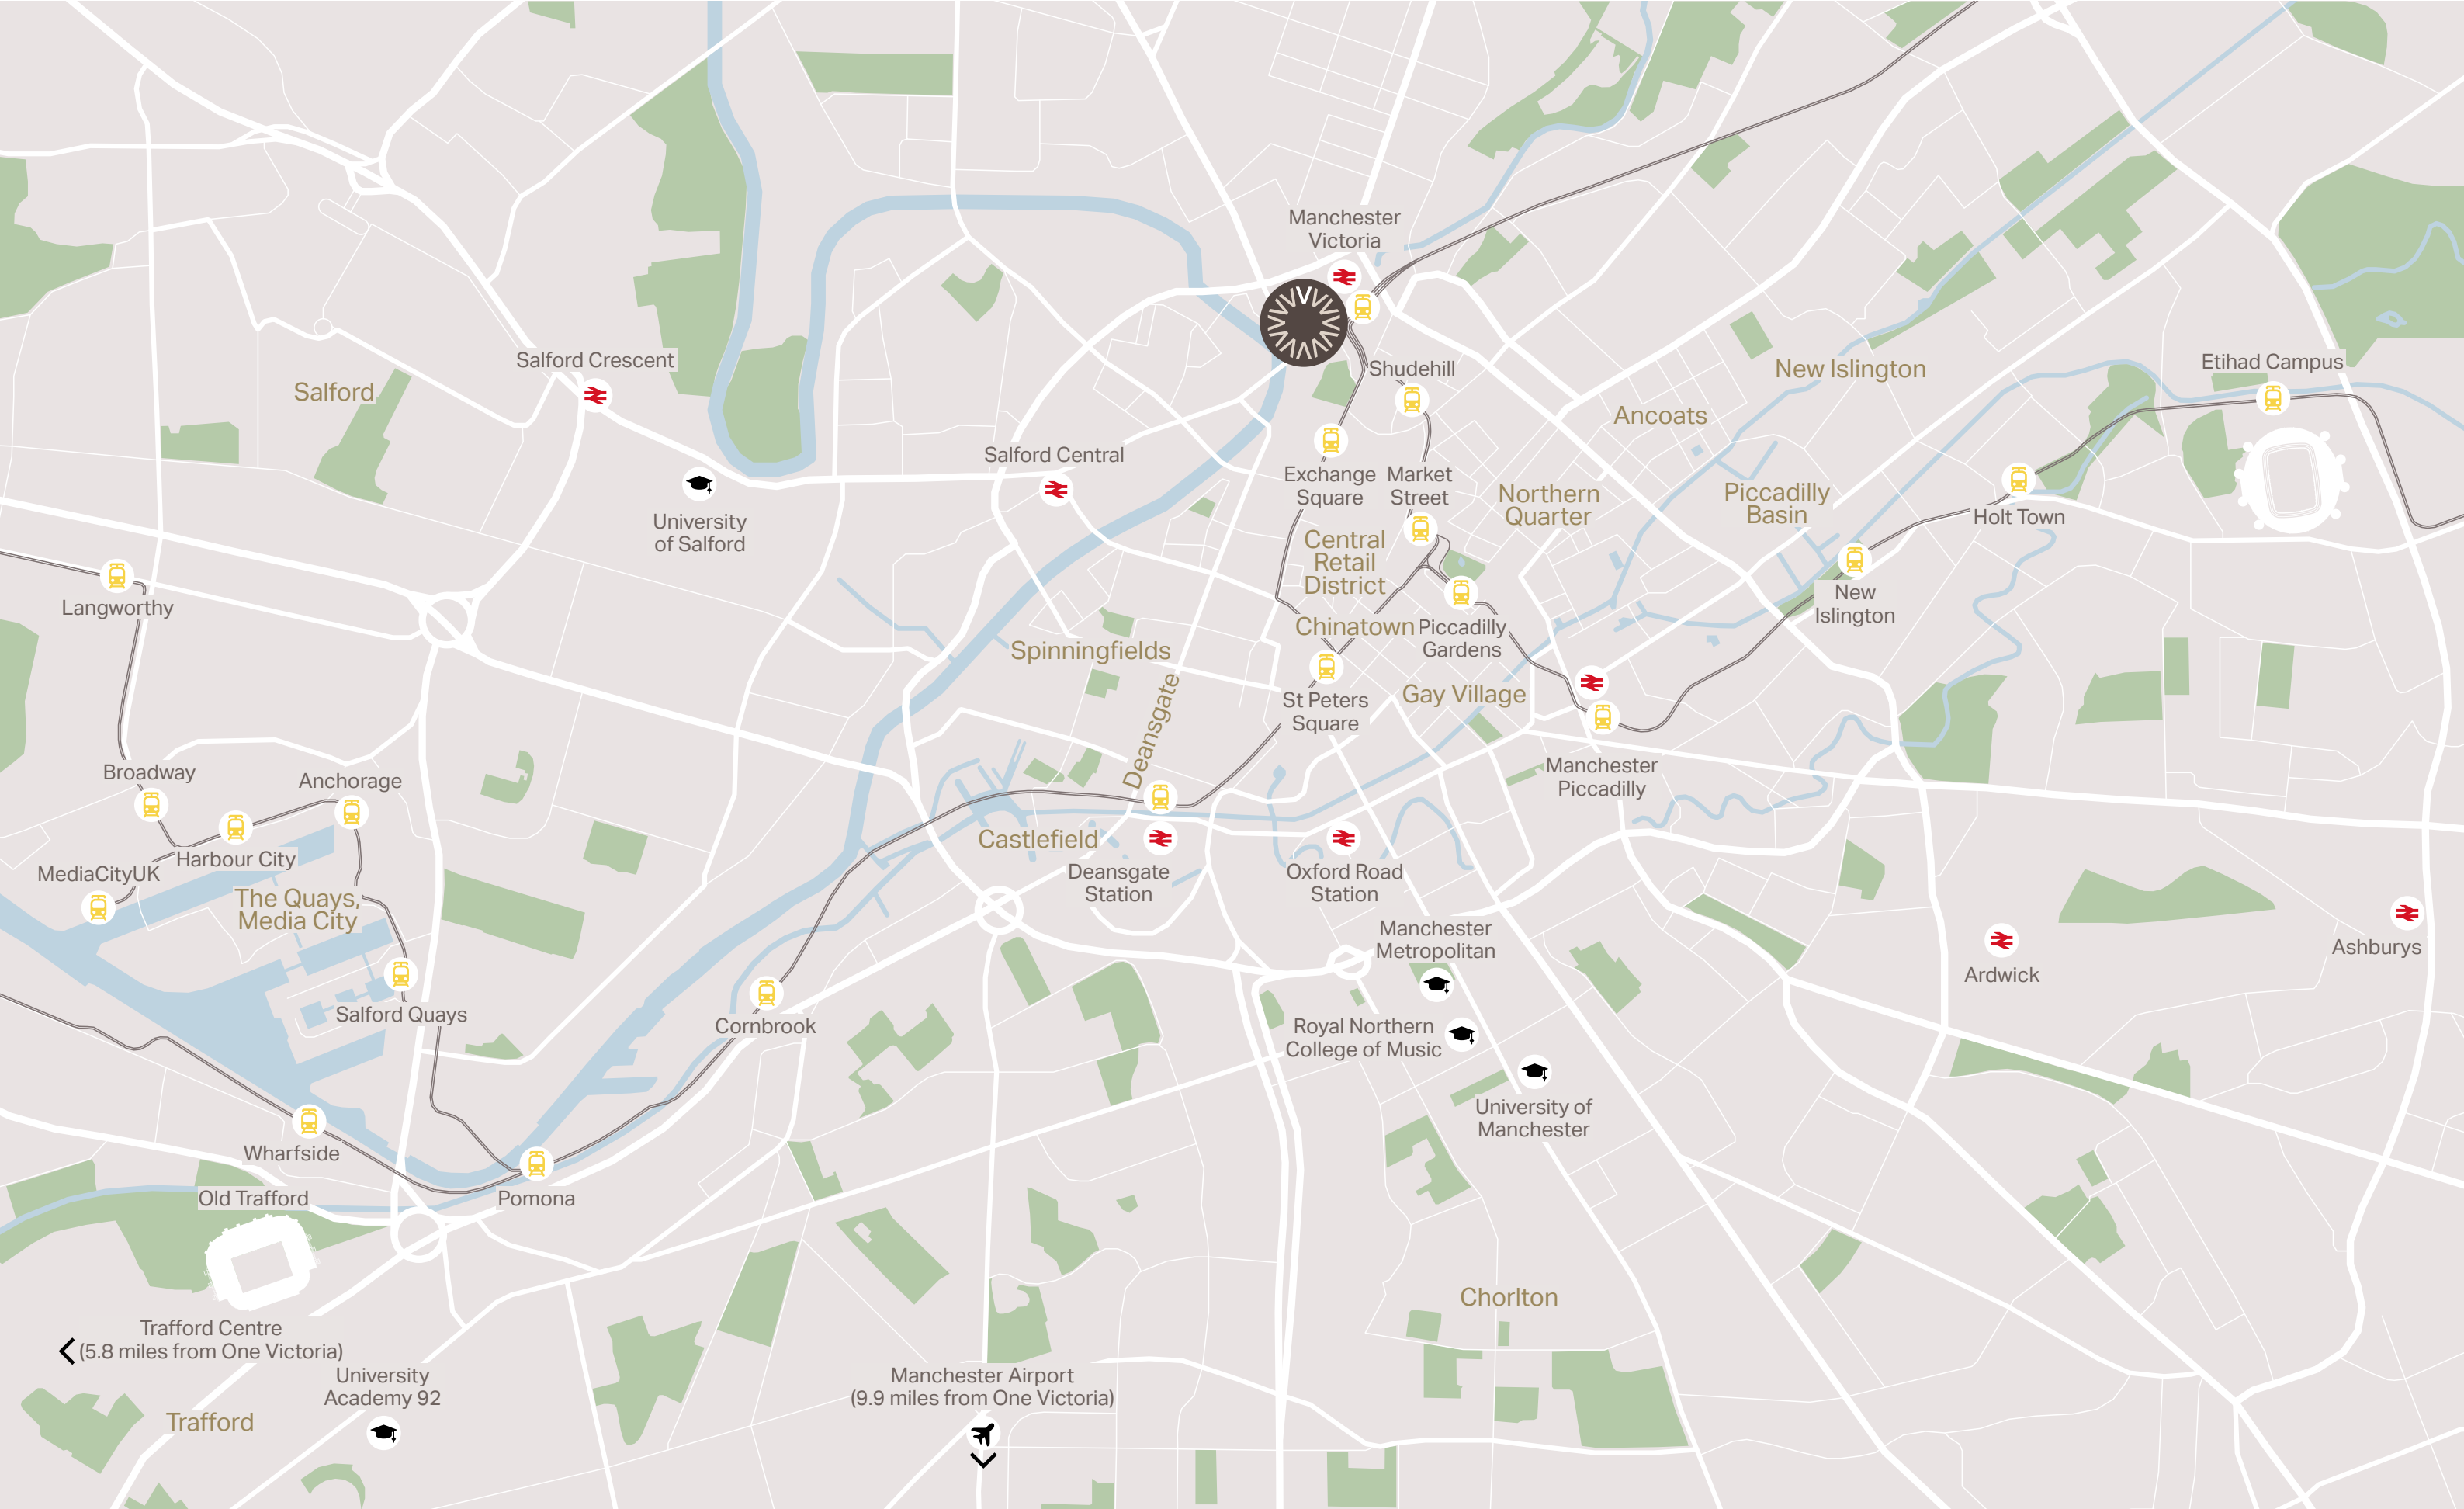 Manchester
Victoria
Salford Crescent
Shudehill
New Islington
Etihad Campus
Salford
Ancoats
Salford Central
Exchange
Square
Market
Street
Northern
Quarter
Piccadilly
Basin
Holt Town
University
of Salford
Central
Retail
District
Langworthy
New
Islington
Chinatown
Piccadilly
Gardens
Spinningfields
Gay Village
St Peters
Square
Deansgate
Broadway
Anchorage
Manchester
Piccadilly
Castlefield
Harbour City
MediaCityUK
Deansgate
Station
Oxford Road
Station
The Quays,
Media City
Manchester
Metropolitan
Ashburys
Ardwick
Salford Quays
Cornbrook
Royal Northern
College of Music
University of
Manchester
Wharfside
Old Trafford
Pomona
Chorlton
Trafford Centre
(5.8 miles from One Victoria)
University
Academy 92
Manchester Airport
(9.9 miles from One Victoria)
Trafford